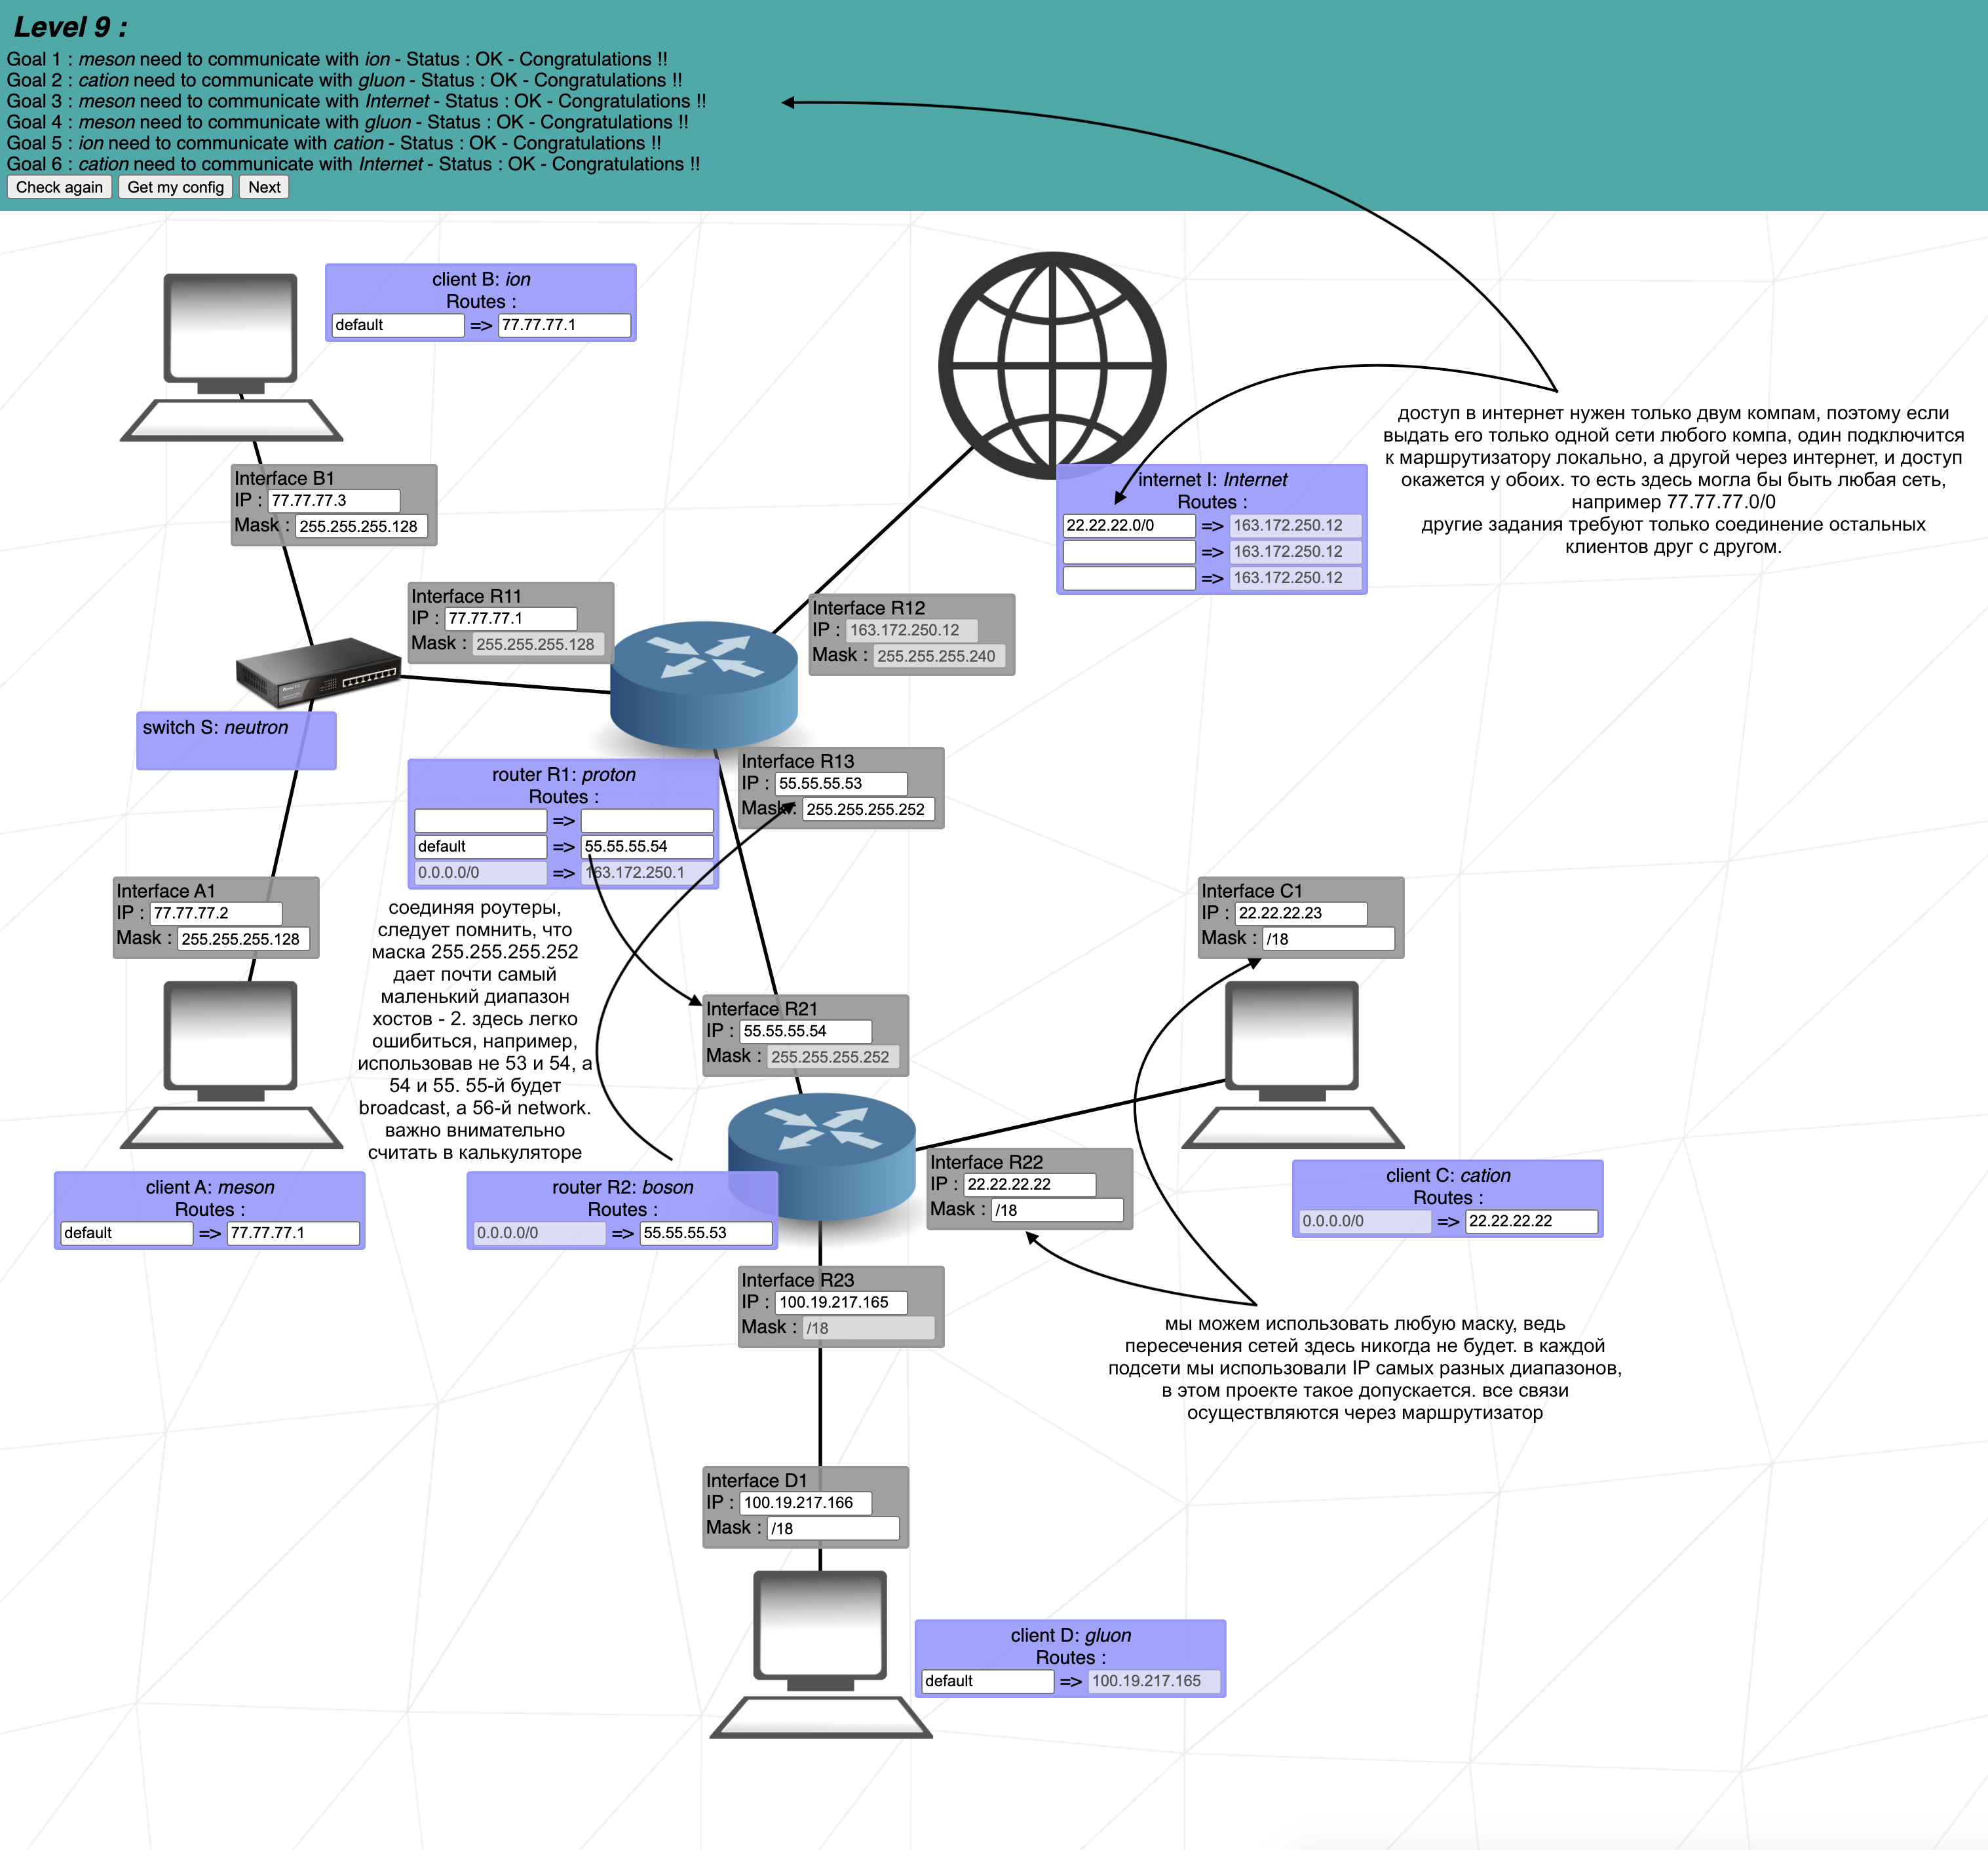 Level 9 :
Goal 1 : meson need to communicate with ion - Status : OK - Congratulations !!
Goal 2 : cation need to communicate with gluon - Status : OK - Congratulations !!
Goal 3 : meson need to communicate with Internet - Status : OK - Congratulations !!
Goal 4 : meson need to communicate with gluon - Status : OK - Congratulations !!
Goal 5 : ion need to communicate with cation - Status : OK - Congratulations !!
Goal 6 : cation need to communicate with Internet - Status : OK - Congratulations !!
Check again Get my config Next
client B: ion
Routes :
default => 77.77.77.1
доступ в интернет нужен только двум компам, поэтому если
выдать его только одной сети любого компа, один подключится
к маршрутизатору локально, а другой через интернет, и доступ
окажется у обоих. то есть здесь могла бы быть любая сеть,
например 77.77.77.0/0
другие задания требуют только соединение остальных
клиентов друг с другом.
Interface B1
IP : 77.77.77.3
Mask : 255.255.255.128
internet I: Internet
Routes :
22.22.22.0/0 => 163.172.250.12
=> 163.172.250.12
=> 163.172.250.12
Interface R11
IP : 77.77.77.1
Mask : 255.255.255.128
Interface R12
IP : 163.172.250.12
Mask : 255.255.255.240
switch S: neutron
router R1: proton
Routes :
=>
default => 55.55.55.54
0.0.0.0/0 => 163.172.250.1
Interface R13
IP : 55.55.55.53
Mask : 255.255.255.252
Interface A1
IP : 77.77.77.2
Mask : 255.255.255.128
соединяя роутеры,
следует помнить, что
маска 255.255.255.252
дает почти самый
маленький диапазон
хостов - 2. здесь легко
ошибиться, например,
использовав не 53 и 54, а
54 и 55. 55-й будет
broadcast, а 56-й network.
важно внимательно
считать в калькуляторе
Interface C1
IP : 22.22.22.23
Mask : /18
Interface R21
IP : 55.55.55.54
Mask : 255.255.255.252
client A: meson
Routes :
default => 77.77.77.1
router R2: boson
Routes :
0.0.0.0/0 => 55.55.55.53
Interface R22
IP : 22.22.22.22
Mask : /18
client C: cation
Routes :
0.0.0.0/0 => 22.22.22.22
Interface R23
IP : 100.19.217.165
Mask : /18
мы можем использовать любую маску, ведь
пересечения сетей здесь никогда не будет. в каждой
подсети мы использовали IP самых разных диапазонов,
в этом проекте такое допускается. все связи
осуществляются через маршрутизатор
Interface D1
IP : 100.19.217.166
Mask : /18
client D: gluon
Routes :
default => 100.19.217.165